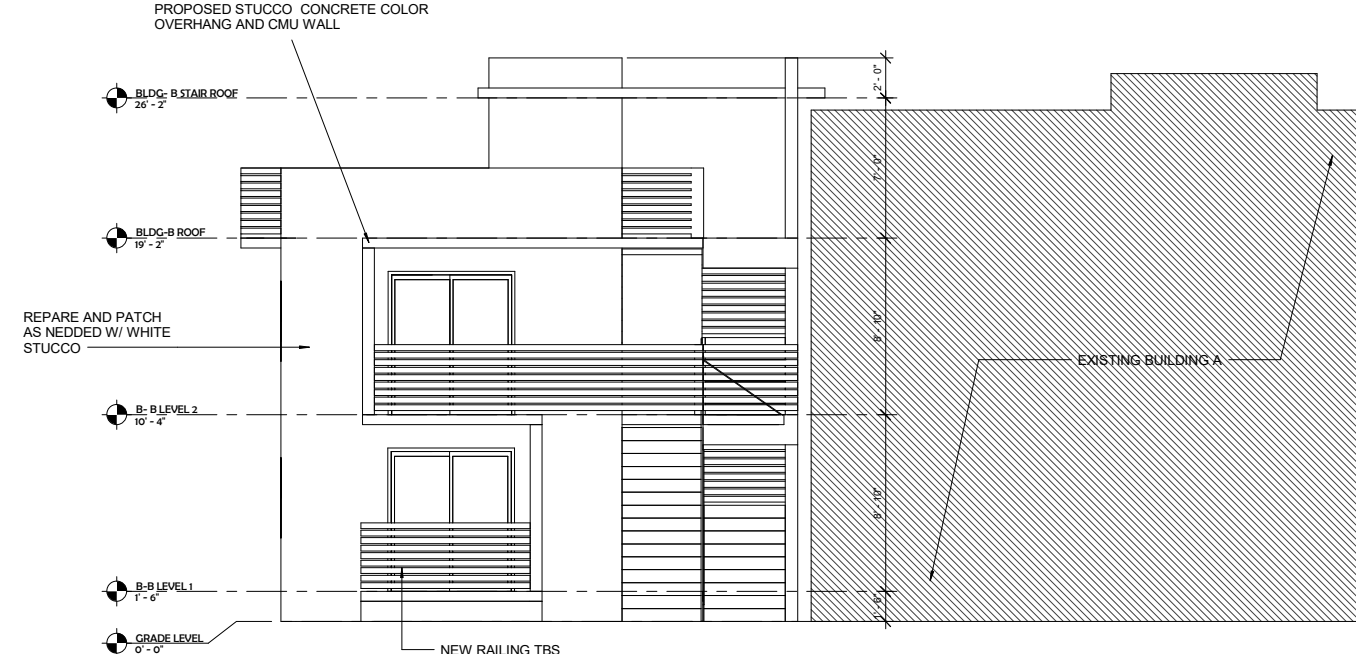 PROPOSED STUCCO CONCRETE COLOR
OVERHANG AND CMU WALL
BLDG- B STAIR ROOF
26' - 2"
2' - 0"
7' - 0"
BLDG-B ROOF
19' - 2"
REPARE AND PATCH
AS NEDDED W/ WHITE
STUCCO
8' - 10"
EXISTING BUILDING A
B- B LEVEL 2
10' - 4"
8' - 10"
B-B LEVEL 1
1' - 6"
1' - 6"
GRADE LEVEL
0' - 0"
NEW RAILING TBS